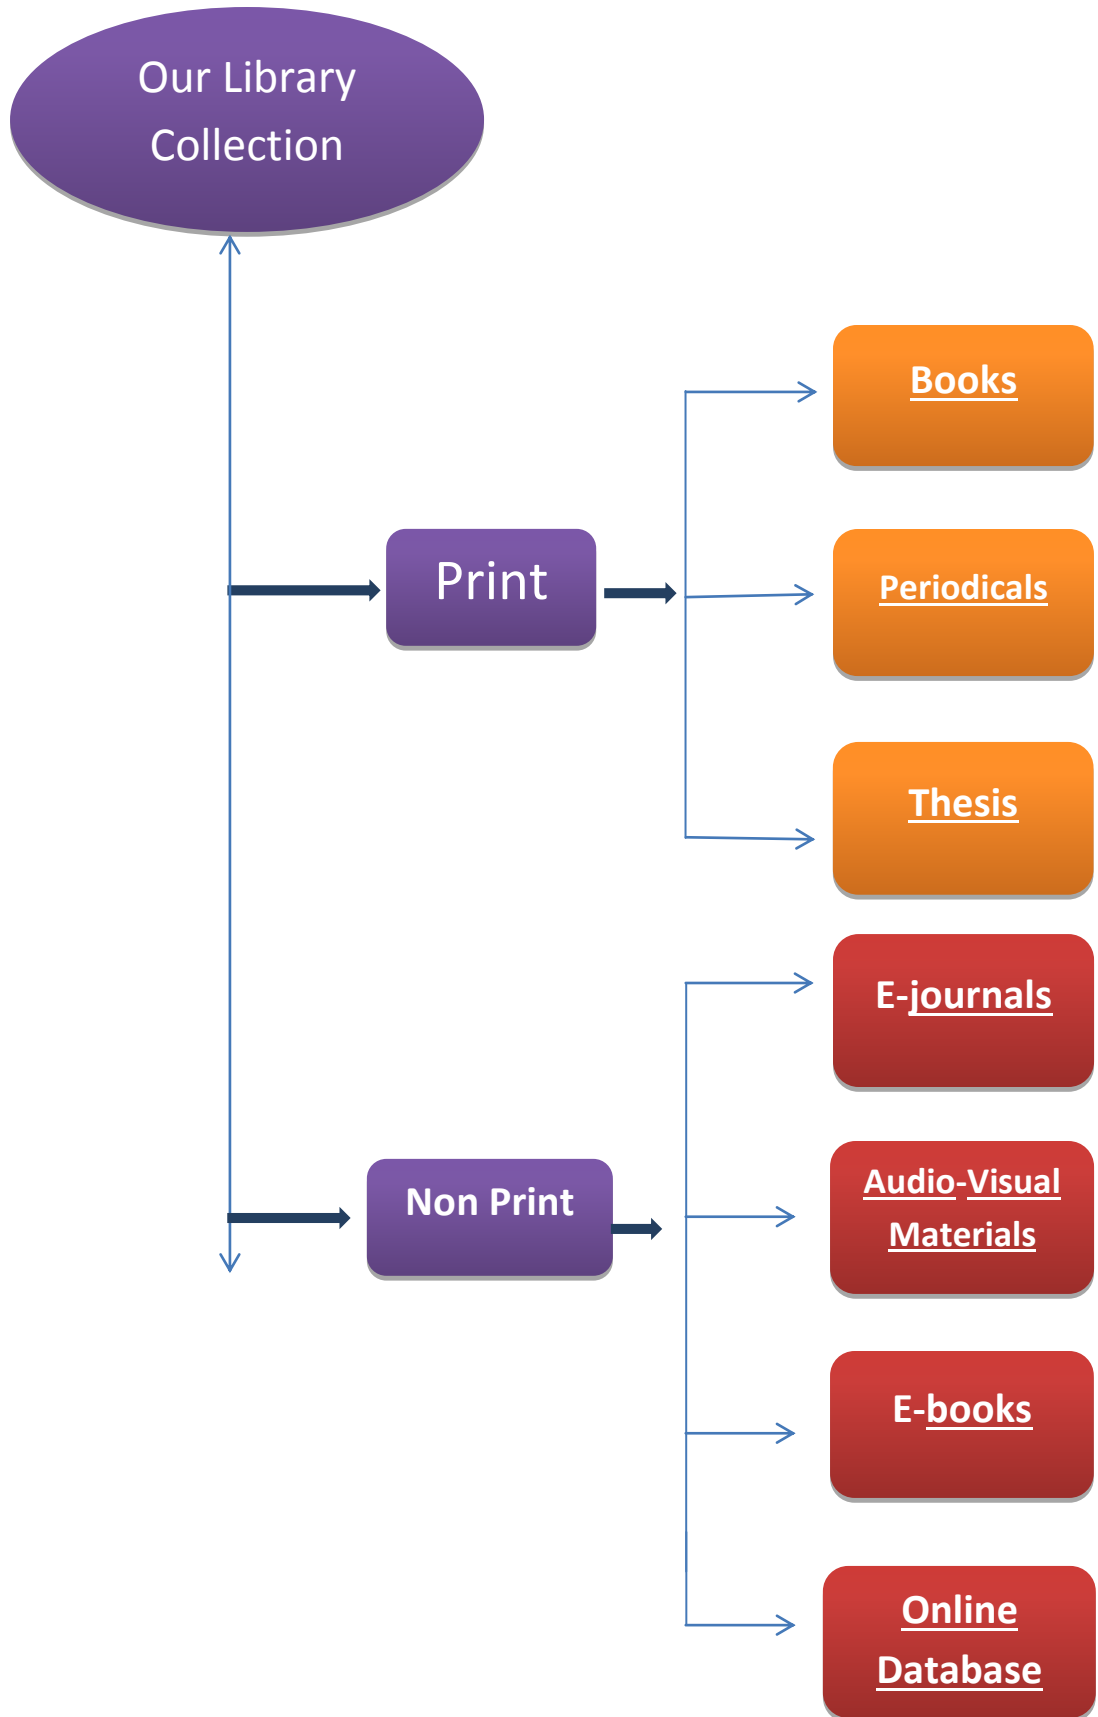 Our Library
Collection
Books
Print
Periodicals
Thesis
E-journals
Non Print
Audio-Visual
Materials
E-books
Online
Database